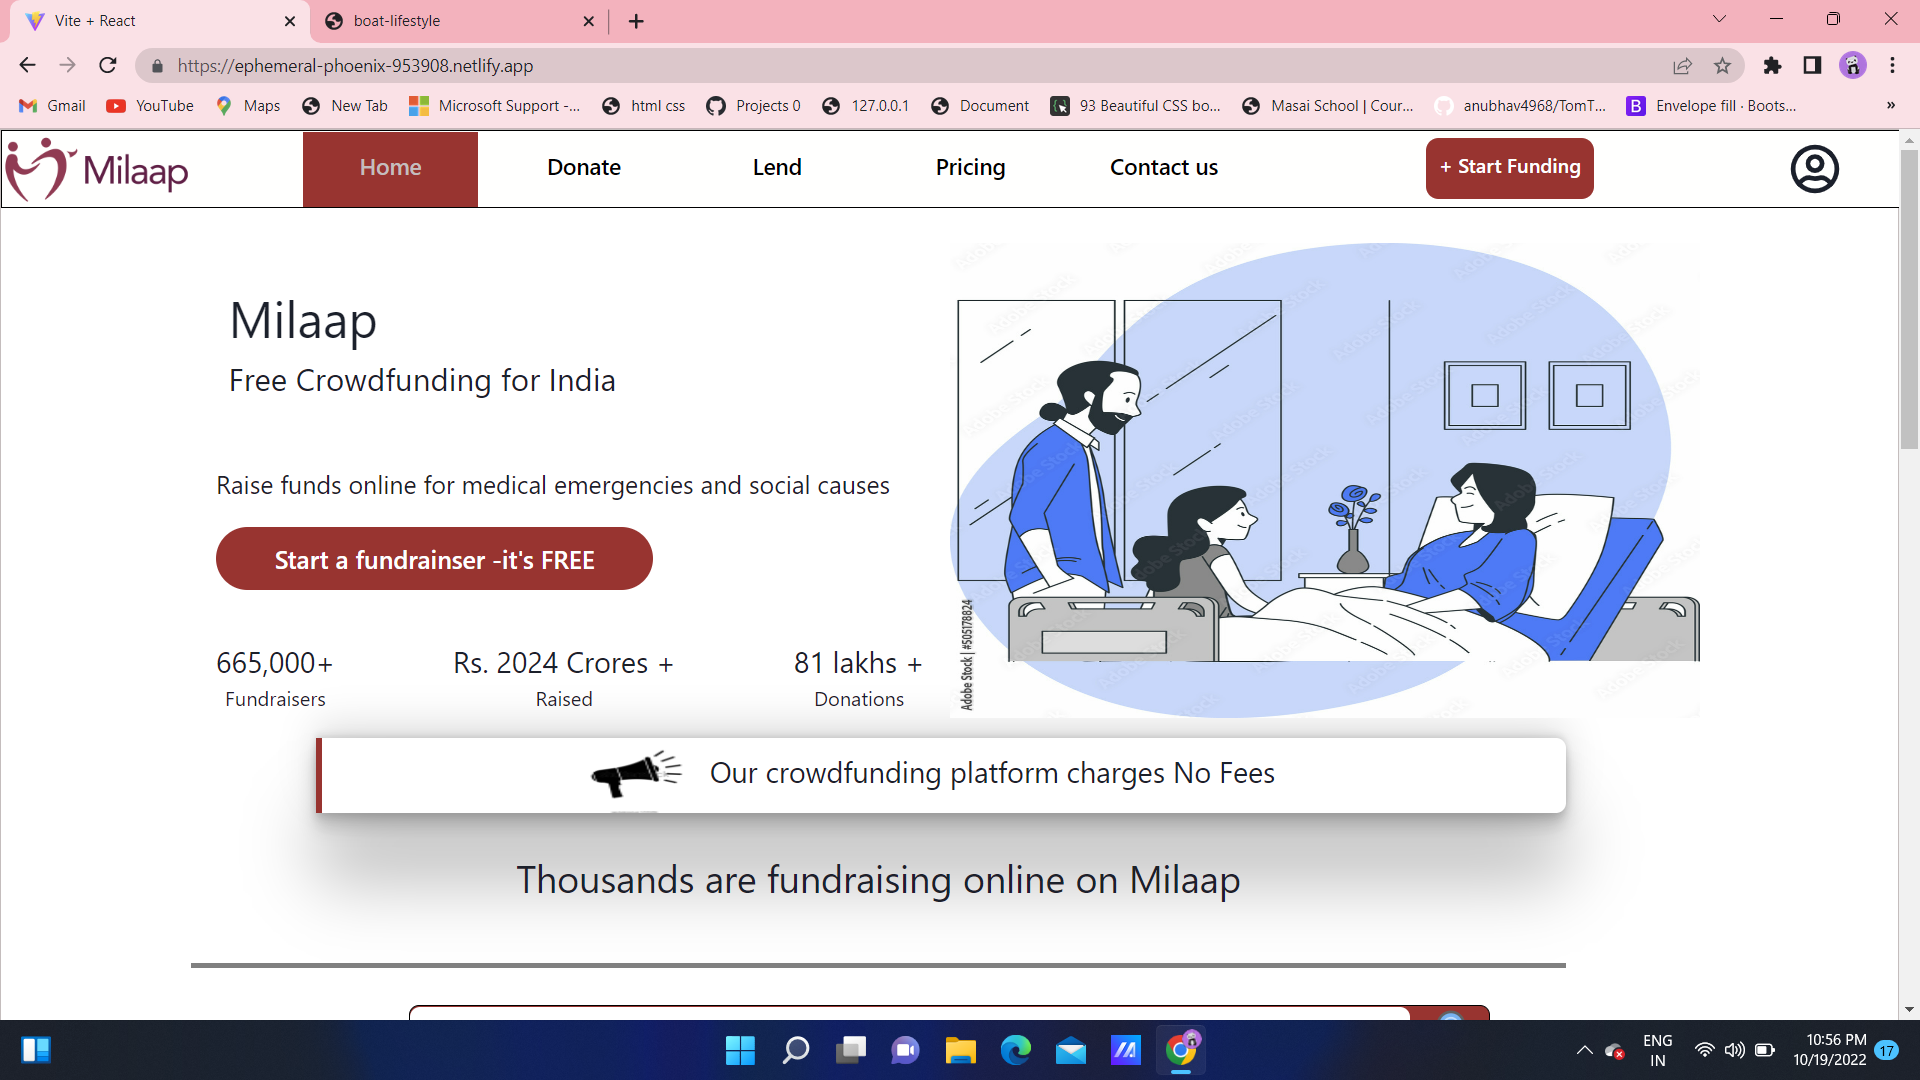 Vite + React
boat-lifestyle
https://ephemeral-phoenix-953908.netlify.app
Gmail
YouTube
Maps
New Tab
Microsoft Support -...
html css
Projects 0
127.0.0.1
Document
93 Beautiful CSS bo...
Masai School | Cour...
anubhav4968/TomT...
B
Envelope fill · Boots...
»
Milaap
Home
Donate
Lend
Pricing
Contact us
+ Start Funding
Milaap
Free Crowdfunding for India
Raise funds online for medical emergencies and social causes
Start a fundrainser -it's FREE
665,000+
Fundraisers
Rs. 2024 Crores +
Raised
81 lakhs +
Donations
Adobe Stock
Adobe Stock | #505178824
Our crowdfunding platform charges No Fees
Thousands are fundraising online on Milaap
ENG
IN
10:56 PM
10/19/2022
17